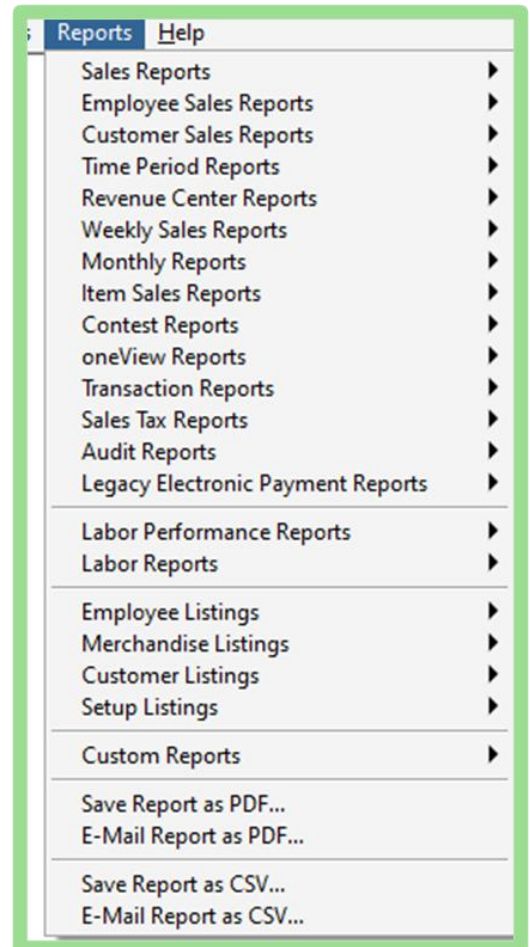 Reports Help
Sales Reports
Employee Sales Reports
Customer Sales Reports
Time Period Reports
Revenue Center Reports
Weekly Sales Reports
Monthly Reports
Item Sales Reports
Contest Reports
oneView Reports
Transaction Reports
Sales Tax Reports
Audit Reports
Legacy Electronic Payment Reports
Labor Performance Reports
Labor Reports
Employee Listings
Merchandise Listings
Customer Listings
Setup Listings
Custom Reports
Save Report as PDF...
E-Mail Report as PDF...
Save Report as CSV...
E-Mail Report as CSV...